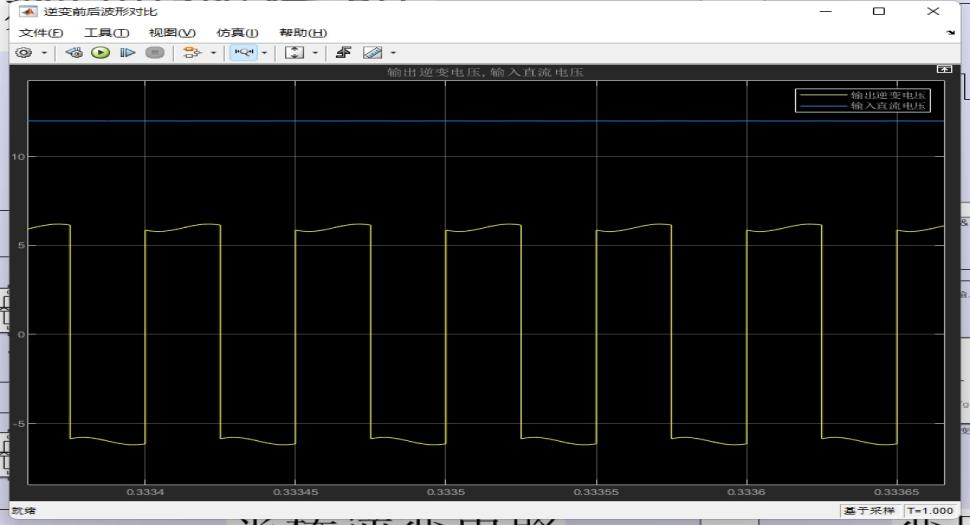 逆变前后波形对比
文件(F) 工具(T) 视图(V) 仿真(I) 帮助(H)
输出逆变电压, 输入直流电压
输出逆变电压
输入直流电压
10
5
0
-5
0.3334 0.33345 0.3335 0.33355 0.3336 0.33365
就绪 基于采样 T=1.000